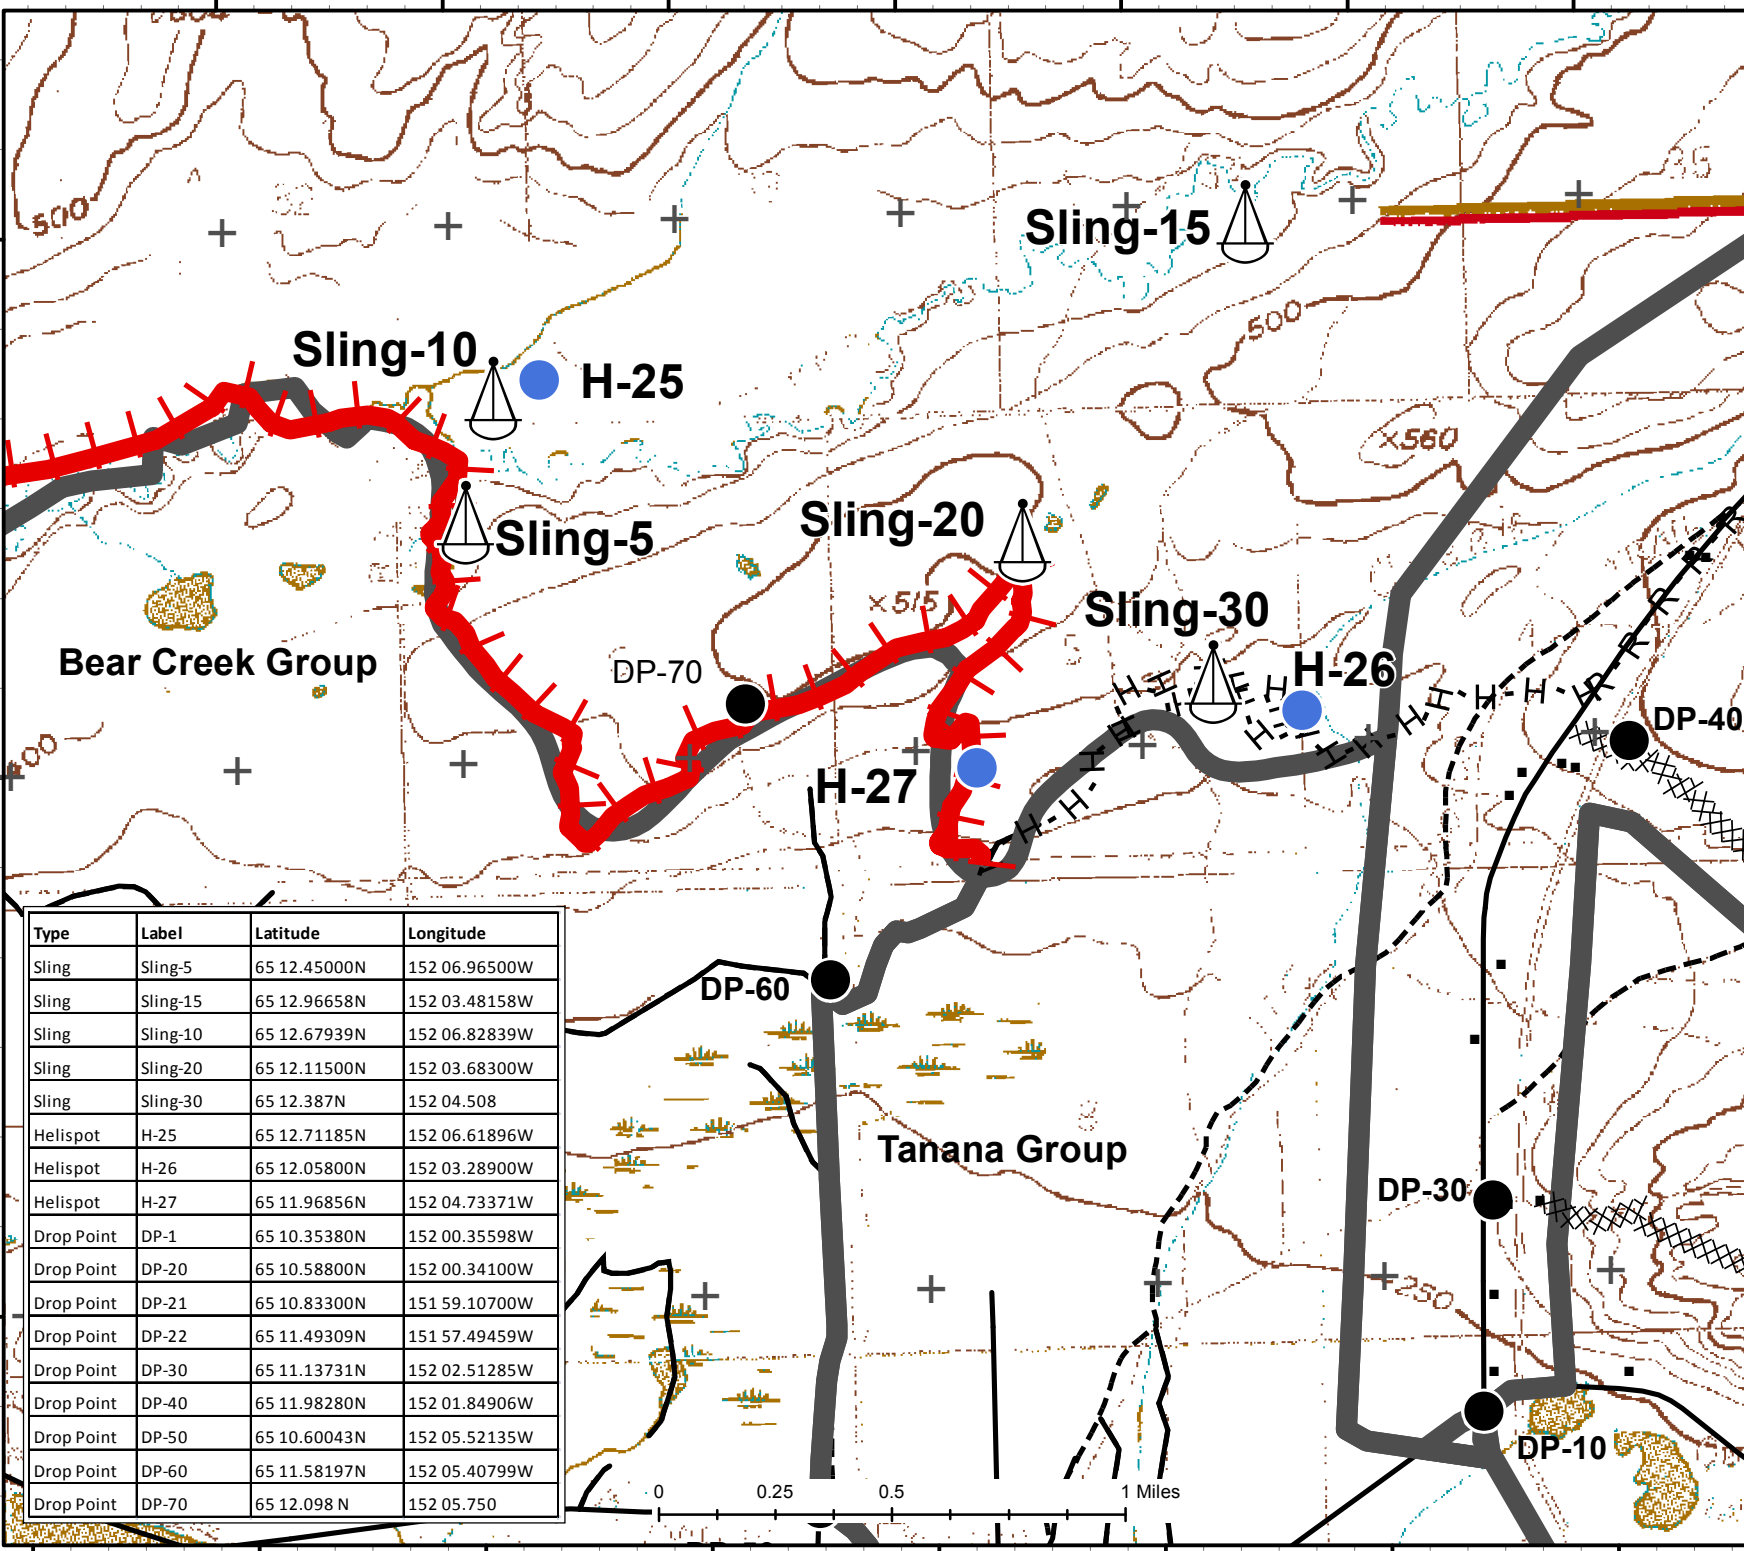 500
35
Sling-15
500
Sling-10
H-25
×560
Sling-20
Sling-5
×515
Sling-30
Bear Creek Group
DP-70
H-26
DP-40
H-27
DP-60
Type Label Latitude Longitude
Sling Sling-5 65 12.45000N 152 06.96500W
Sling Sling-15 65 12.96658N 152 03.48158W
Sling Sling-10 65 12.67939N 152 06.82839W
Sling Sling-20 65 12.11500N 152 03.68300W
Sling Sling-30 65 12.387N 152 04.508
Helispot H-25 65 12.71185N 152 06.61896W
Helispot H-26 65 12.05800N 152 03.28900W
Helispot H-27 65 11.96856N 152 04.73371W
Drop Point DP-1 65 10.35380N 152 00.35598W
Drop Point DP-20 65 10.58800N 152 00.34100W
Drop Point DP-21 65 10.83300N 151 59.10700W
Drop Point DP-22 65 11.49309N 151 57.49459W
Drop Point DP-30 65 11.13731N 152 02.51285W
Drop Point DP-40 65 11.98280N 152 01.84906W
Drop Point DP-50 65 10.60043N 152 05.52135W
Drop Point DP-60 65 11.58197N 152 05.40799W
Drop Point DP-70 65 12.098 N 152 05.750
Tanana Group
DP-30
250
DP-10
0 0.25 0.5 1 Miles